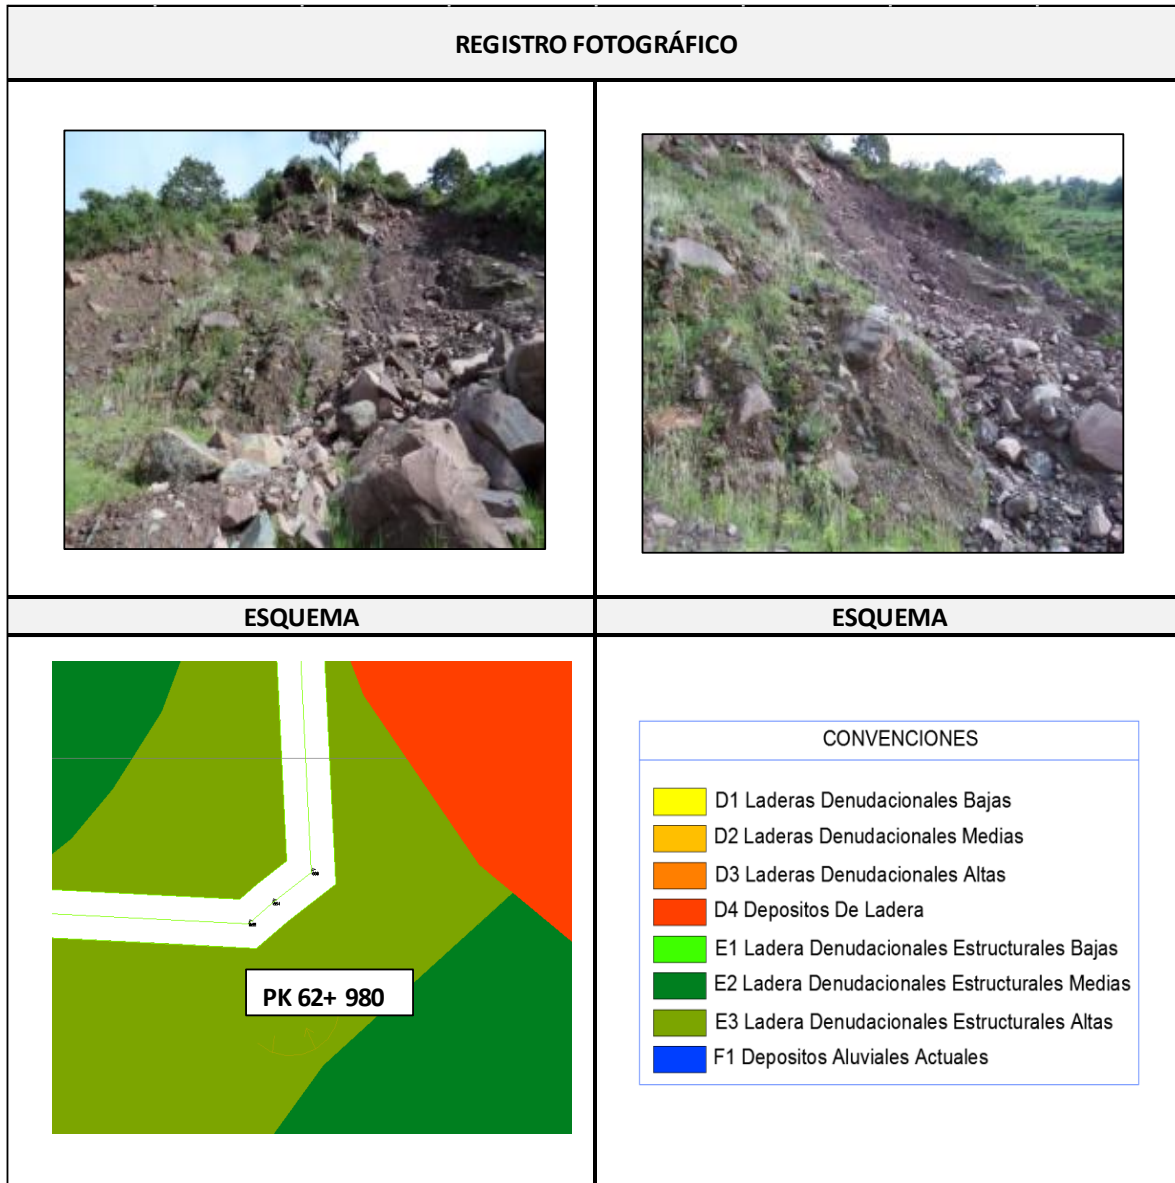 REGISTRO FOTOGRÁFICO
ESQUEMA
ESQUEMA
PK 62+ 980
CONVENCIONES
D1 Laderas Denudacionales Bajas
D2 Laderas Denudacionales Medias
D3 Laderas Denudacionales Altas
D4 Depositos De Ladera
E1 Ladera Denudacionales Estructurales Bajas
E2 Ladera Denudacionales Estructurales Medias
E3 Ladera Denudacionales Estructurales Altas
F1 Depositos Aluviales Actuales